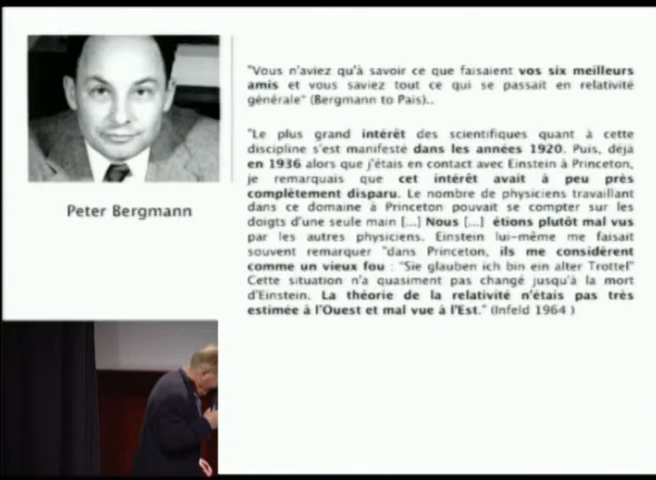 "Vous n'aviez qu'à savoir ce que faisaient vos six meilleurs
amis et vous saviez tout ce qui se passait en relativité
générale" (Bergmann to Pais)..
"Le plus grand intérêt des scientifiques quant à cette
discipline s'est manifesté dans les années 1920. Puis, déjà
en 1936 alors que j'étais en contact avec Einstein à Princeton,
je remarquais que cet intérêt avait à peu près
complètement disparu. Le nombre de physiciens travaillant
dans ce domaine à Princeton pouvait se compter sur les
doigts d'une seule main [...] Nous [...] étions plutôt mal vus
par les autres physiciens. Einstein lui-même me faisait
souvent remarquer "dans Princeton, ils me considèrent
comme un vieux fou : "Sie glauben ich bin ein alter Trottel"
Cette situation n'a quasiment pas changé jusqu'à la mort
d'Einstein. La théorie de la relativité n'étais pas très
estimée à l'Ouest et mal vue à l'Est." (Infeld 1964 )
Peter Bergmann